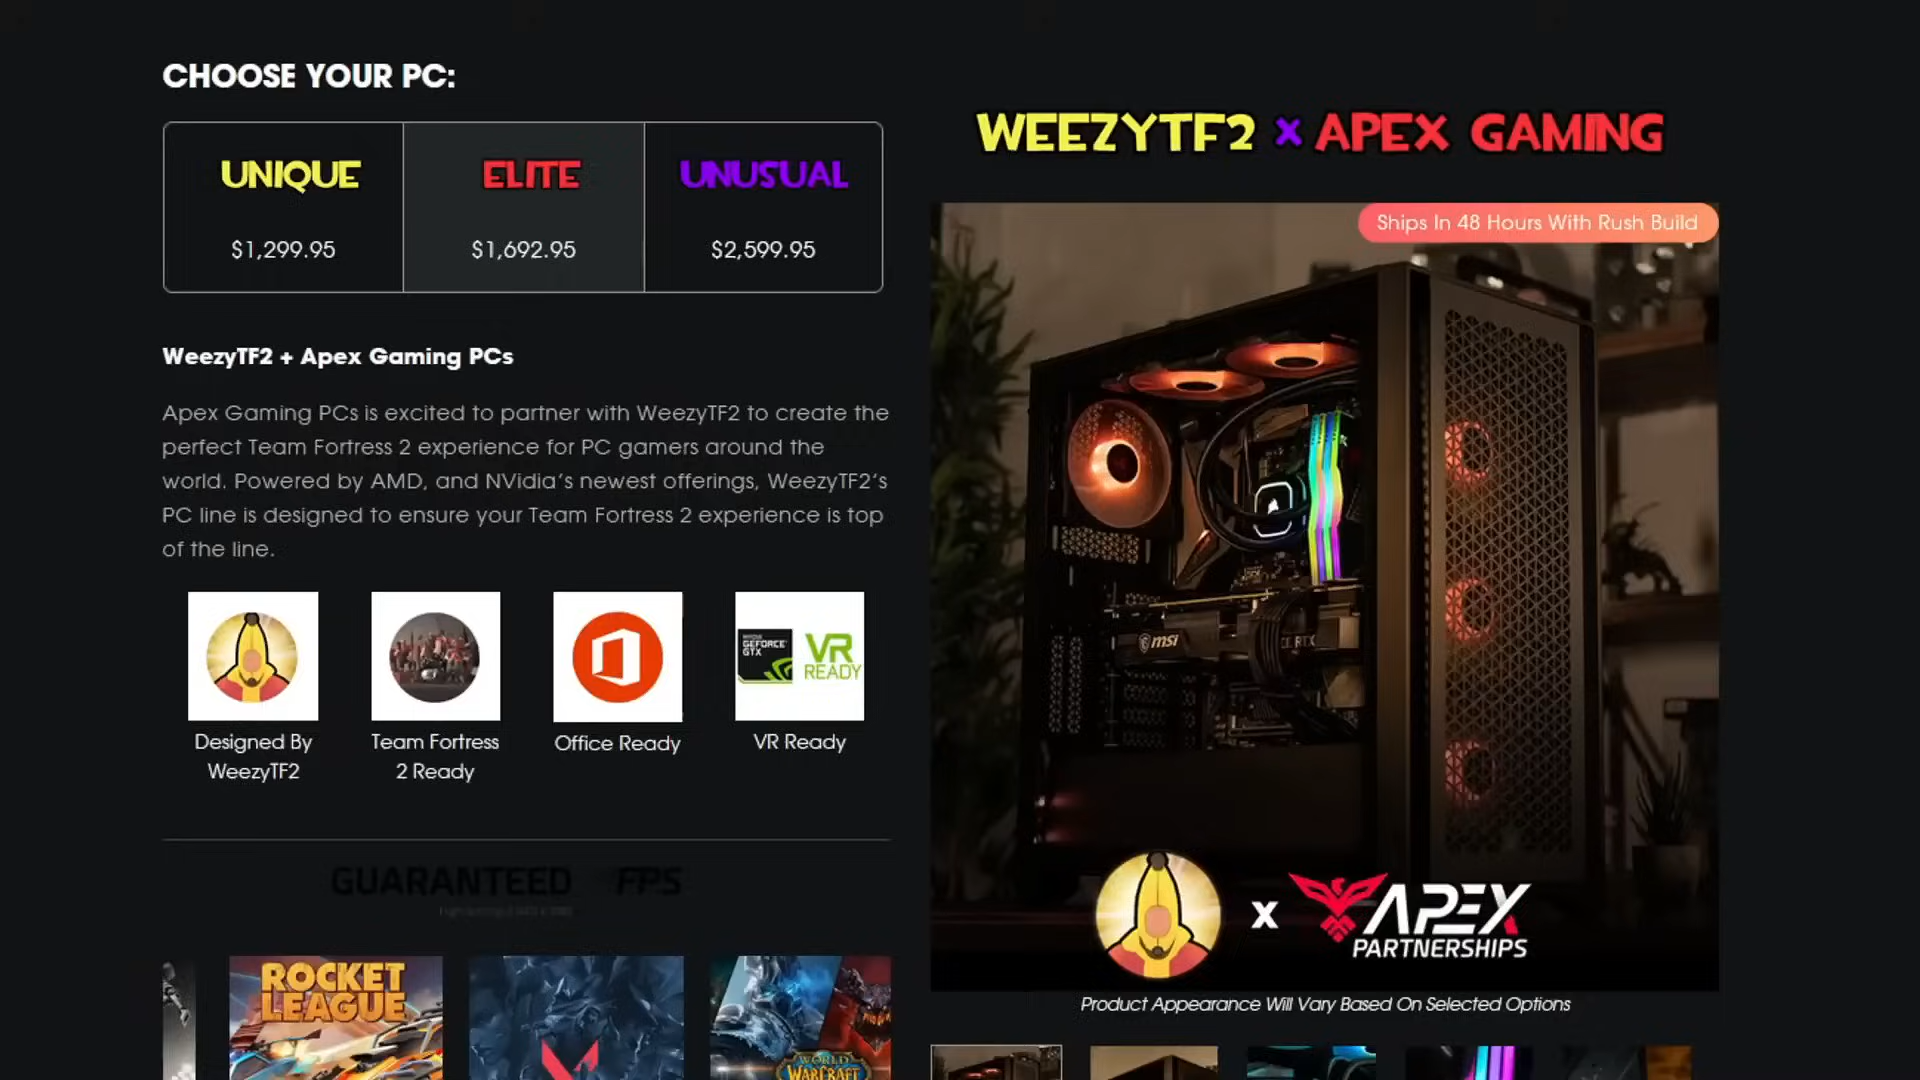 CHOOSE YOUR PC:
UNIQUE
$1,299.95
ELITE
$1,692.95
UNUSUAL
$2,599.95
WeezyTF2 + Apex Gaming PCs
Apex Gaming PCs is excited to partner with WeezyTF2 to create the
perfect Team Fortress 2 experience for PC gamers around the
world. Powered by AMD, and NVidia's newest offerings, WeezyTF2's
PC line is designed to ensure your Team Fortress 2 experience is top
of the line.
GEFORCE
GTX
VR
READY
Designed By
WeezyTF2
Team Fortress
2 Ready
Office Ready
VR Ready
GUARANTEED FPS
ROCKET
LEAGUE
WORLD
WARCRAFT
WEEZYTF2 X APEX GAMING
Ships In 48 Hours With Rush Build
msi
RTX
X
APEX
PARTNERSHIPS
Product Appearance Will Vary Based On Selected Options